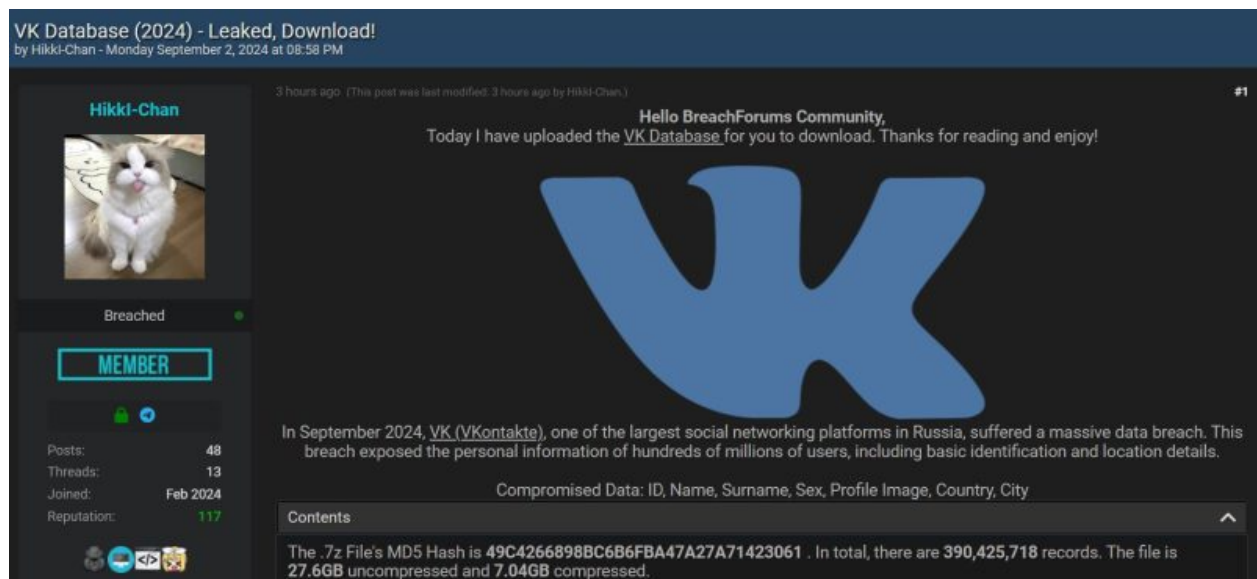 VK Database (2024) - Leaked, Download!
by HikkI-Chan - Monday September 2, 2024 at 08:58 PM
HikkI-Chan
Breached
MEMBER
Posts: 48
Threads: 13
Joined: Feb 2024
Reputation: 117
3 hours ago (This post was last modified: 3 hours ago by HikkI-Chan.)
#1
Hello BreachForums Community,
Today I have uploaded the VK Database for you to download. Thanks for reading and enjoy!
In September 2024, VK (VKontakte), one of the largest social networking platforms in Russia, suffered a massive data breach. This
breach exposed the personal information of hundreds of millions of users, including basic identification and location details.
Compromised Data: ID, Name, Surname, Sex, Profile Image, Country, City
Contents
The .7z File's MD5 Hash is 49C4266898BC6B6FBA47A27A71423061 . In total, there are 390,425,718 records. The file is
27.6GB uncompressed and 7.04GB compressed.